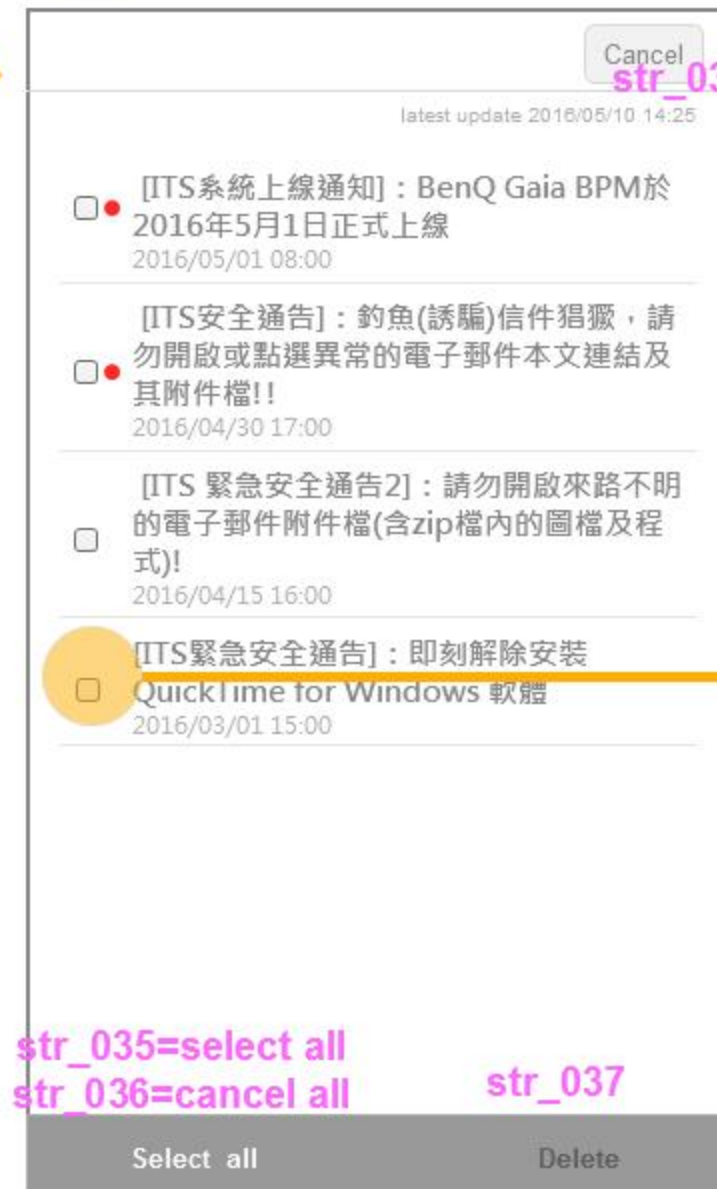 Cancel
latest update 2016/05/10 14:25
[ITS系統上線通知]：BenQ Gaia BPM於
2016年5月1日正式上線
2016/05/01 08:00
[ITS安全通告]：釣魚(誘騙)信件猖獗，請
勿開啟或點選異常的電子郵件本文連結及
其附件檔!!
2016/04/30 17:00
[ITS 緊急安全通告2]：請勿開啟來路不明
的電子郵件附件檔(含zip檔內的圖檔及程
式)!
2016/04/15 16:00
[ITS緊急安全通告]：即刻解除安裝
QuickTime for Windows 軟體
2016/03/01 15:00
str_035=select all
str_036=cancel all
str_037
Select all
Delete